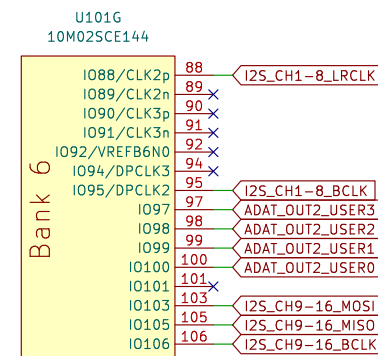 U101G
10M02SCE144
Bank 6
IO88/CLK2p 88 I2S_CH1-8_LRCLK
IO89/CLK2n 89
IO90/CLK3p 90
IO91/CLK3n 91
IO92/VREFB6N0 92
IO94/DPCLK3 94
IO95/DPCLK2 95 I2S_CH1-8_BCLK
IO97 97 ADAT_OUT2_USER3
IO98 98 ADAT_OUT2_USER2
IO99 99 ADAT_OUT2_USER1
IO100 100 ADAT_OUT2_USER0
IO101 101
IO103 103 I2S_CH9-16_MOSI
IO105 105 I2S_CH9-16_MISO
IO106 106 I2S_CH9-16_BCLK